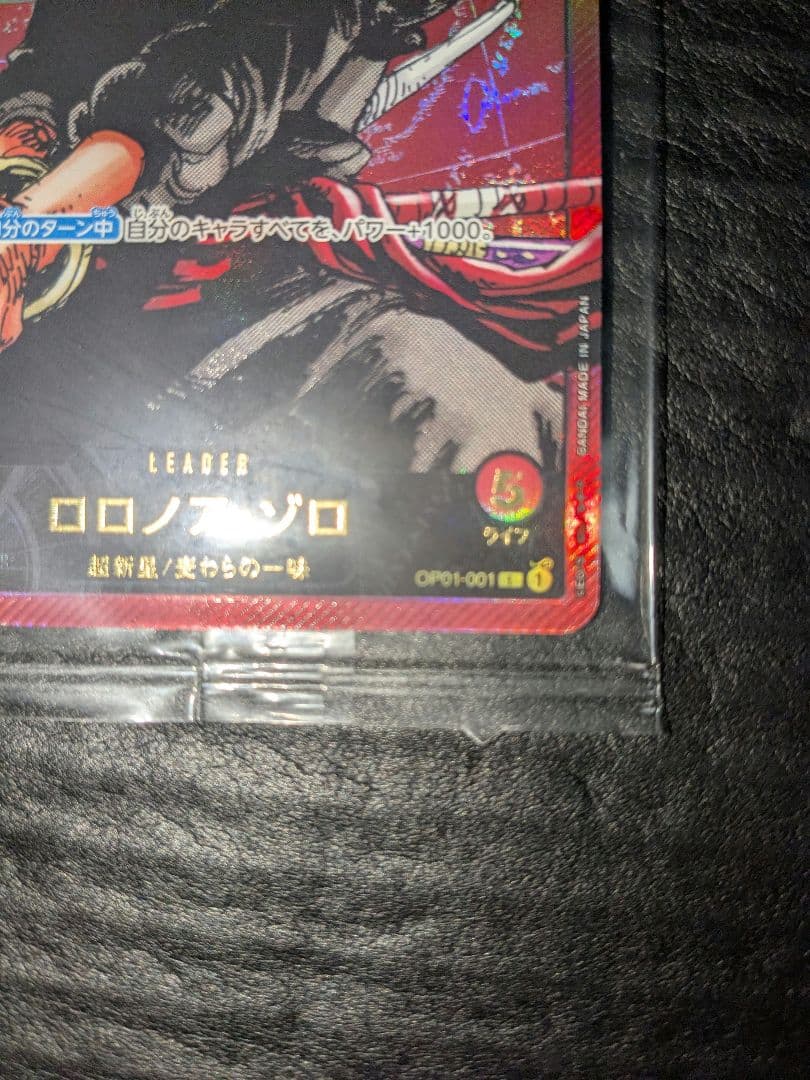 自分のターン中 自分のキャラすべてを、パワー+1000。
BANDAI MADE IN JAPAN
LEADER
ロロノア・ゾロ
5
ライフ
超新星/麦わらの一味
OP01-001 L 1